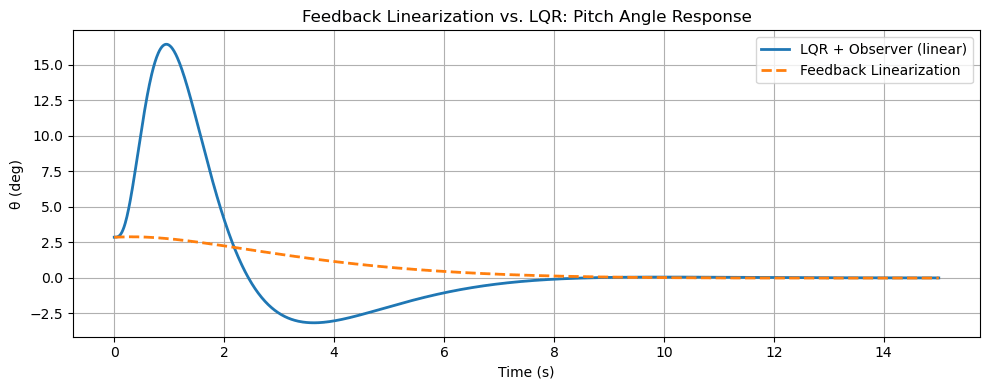 Feedback Linearization vs. LQR: Pitch Angle Response
LQR + Observer (linear)
Feedback Linearization
θ (deg)
15.0
12.5
10.0
7.5
5.0
2.5
0.0
−2.5
0 2 4 6 8 10 12 14
Time (s)